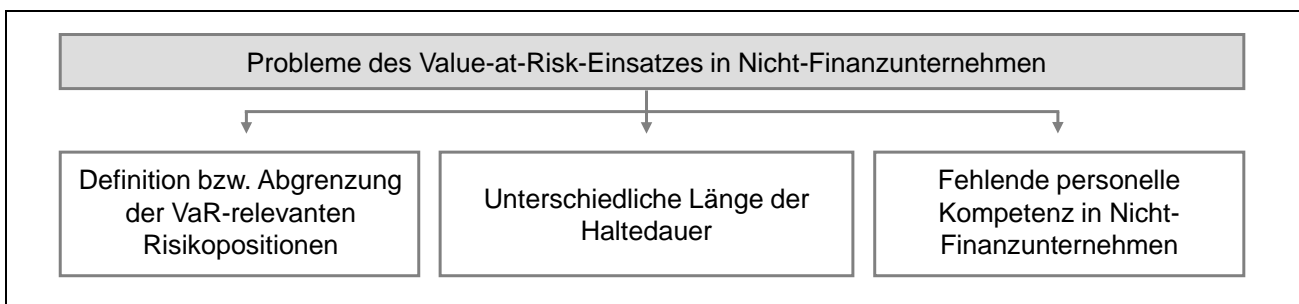 Probleme des Value-at-Risk-Einsatzes in Nicht-Finanzunternehmen
Definition bzw. Abgrenzung
der VaR-relevanten
Risikopositionen
Unterschiedliche Länge der
Haltedauer
Fehlende personelle
Kompetenz in Nicht-
Finanzunternehmen